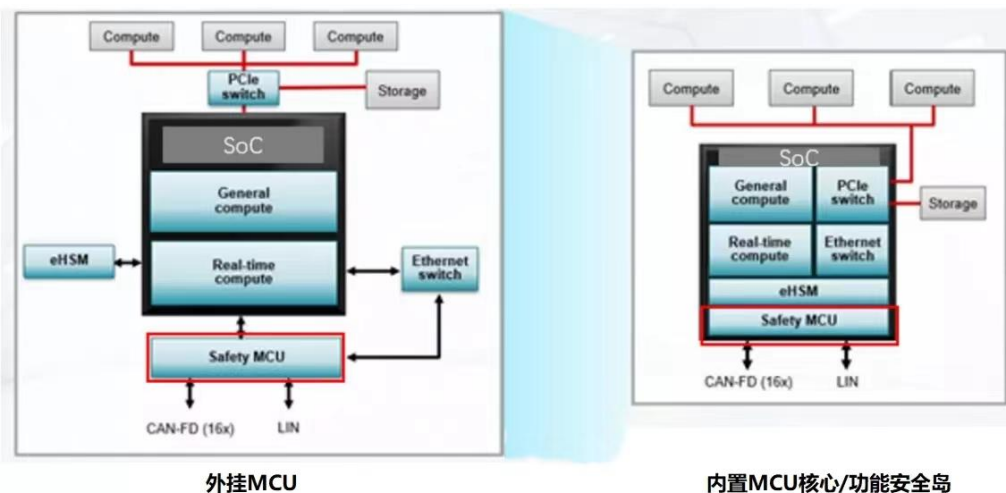 Compute
Compute
Compute
PCIe
switch
Storage
SoC
General
compute
eHSM
Real-time
compute
Ethernet
switch
Safety MCU
CAN-FD (16x)
LIN
外挂MCU
Compute
Compute
Compute
SoC
General
compute
PCIe
switch
Storage
Real-time
compute
Ethernet
switch
eHSM
Safety MCU
CAN-FD (16x)
LIN
内置MCU核心/功能安全岛